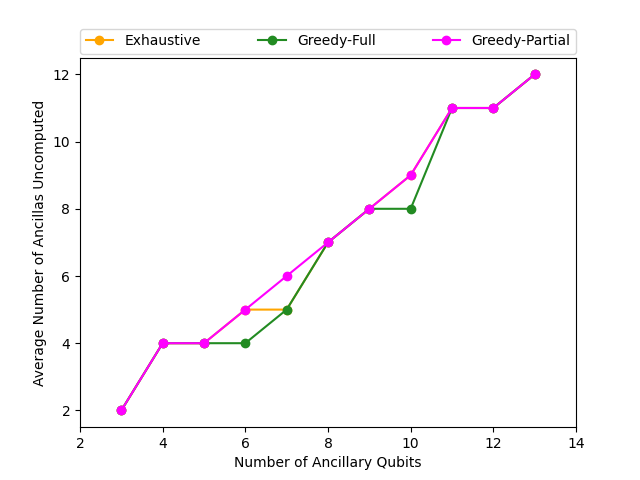 Exhaustive Greedy-Full Greedy-Partial
12
10
8
6
4
2
Average Number of Ancillas Uncomputed
2 4 6 8 10 12 14
Number of Ancillary Qubits